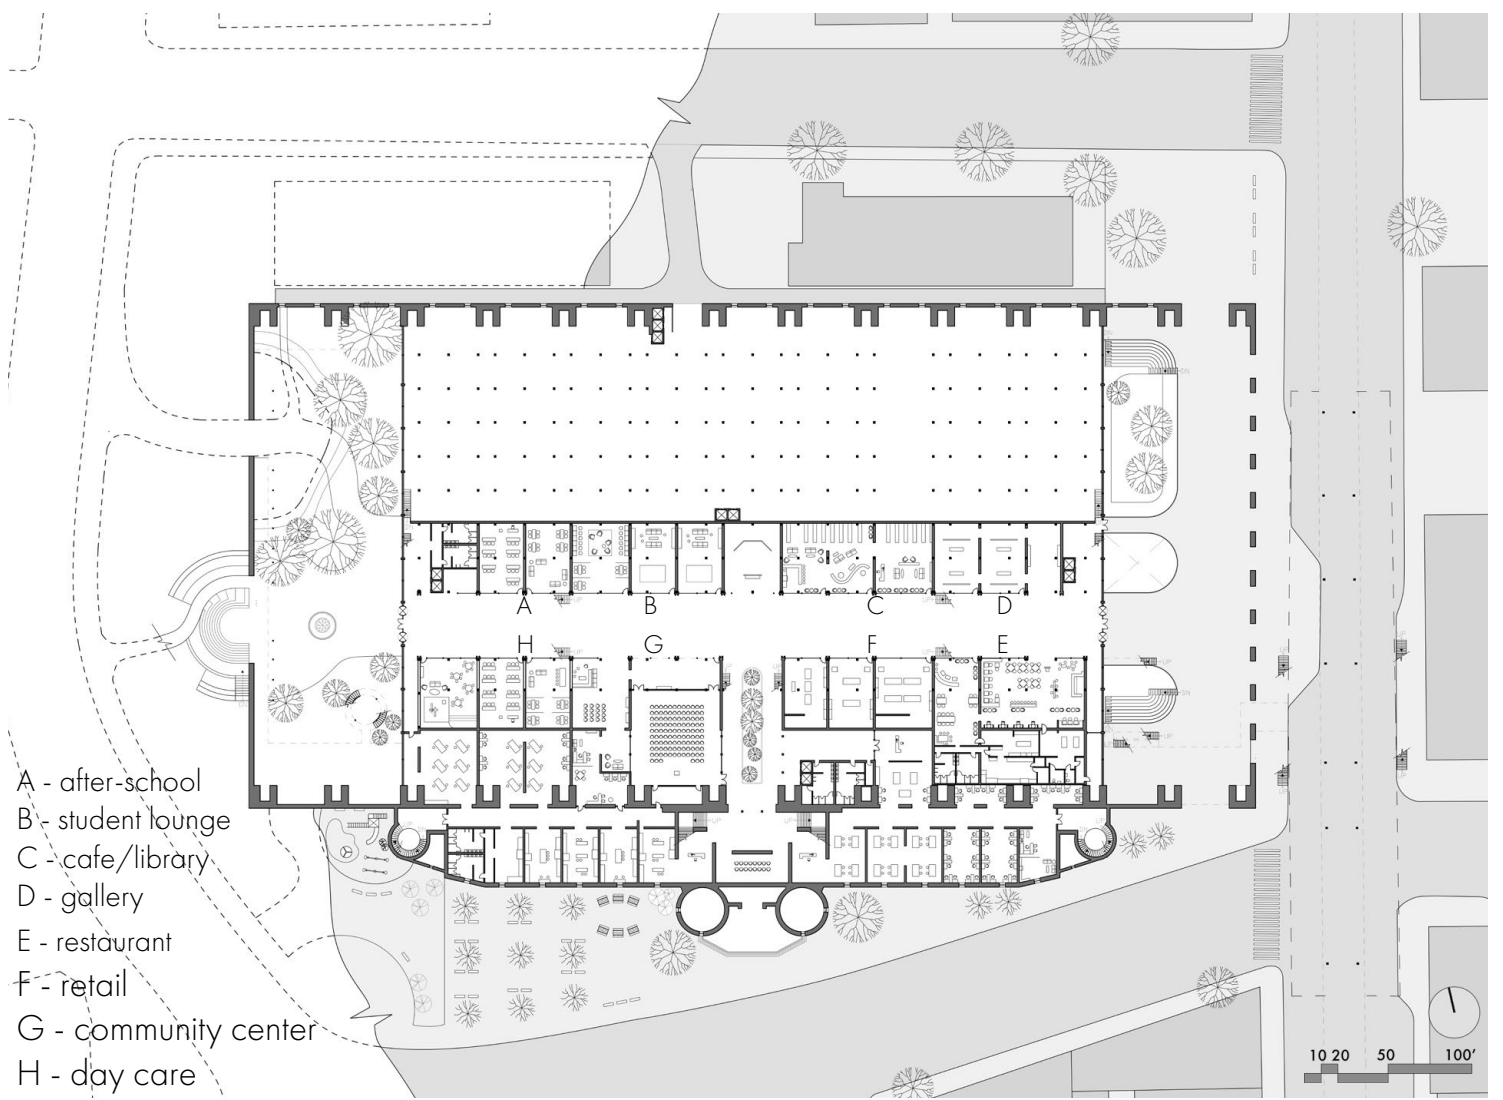 A B C D
H G F E
A - after-school
B - student lounge
C - cafe/library
D - gallery
E - restaurant
F - retail
G - community center
H - day care
10 20 50 100'